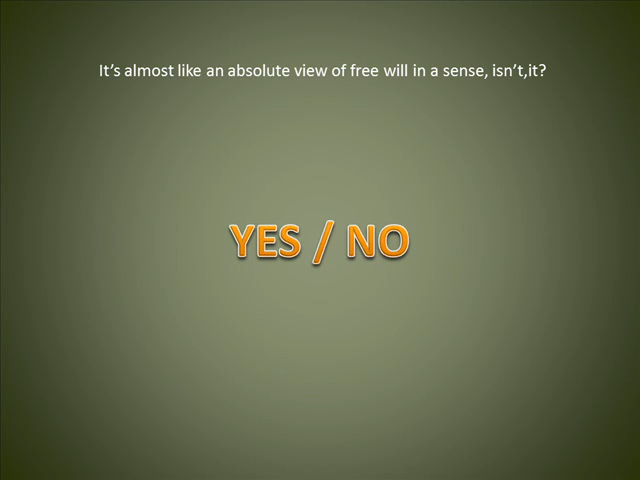 It’s almost like an absolute view of free will in a sense, isn’t,it?
YES / NO